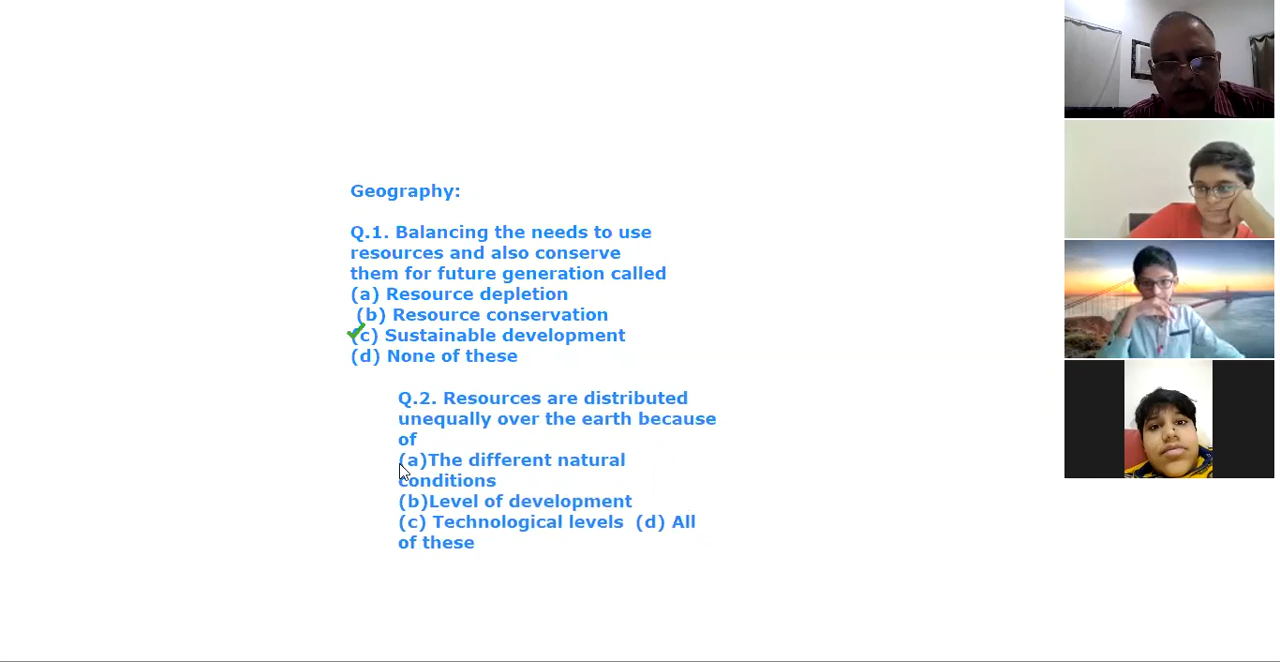 Geography:
Q.1. Balancing the needs to use
resources and also conserve
them for future generation called
(a) Resource depletion
(b) Resource conservation
(c) Sustainable development
(d) None of these
Q.2. Resources are distributed
unequally over the earth because
of
(a)The different natural
conditions
(b)Level of development
(c) Technological levels (d) All
of these